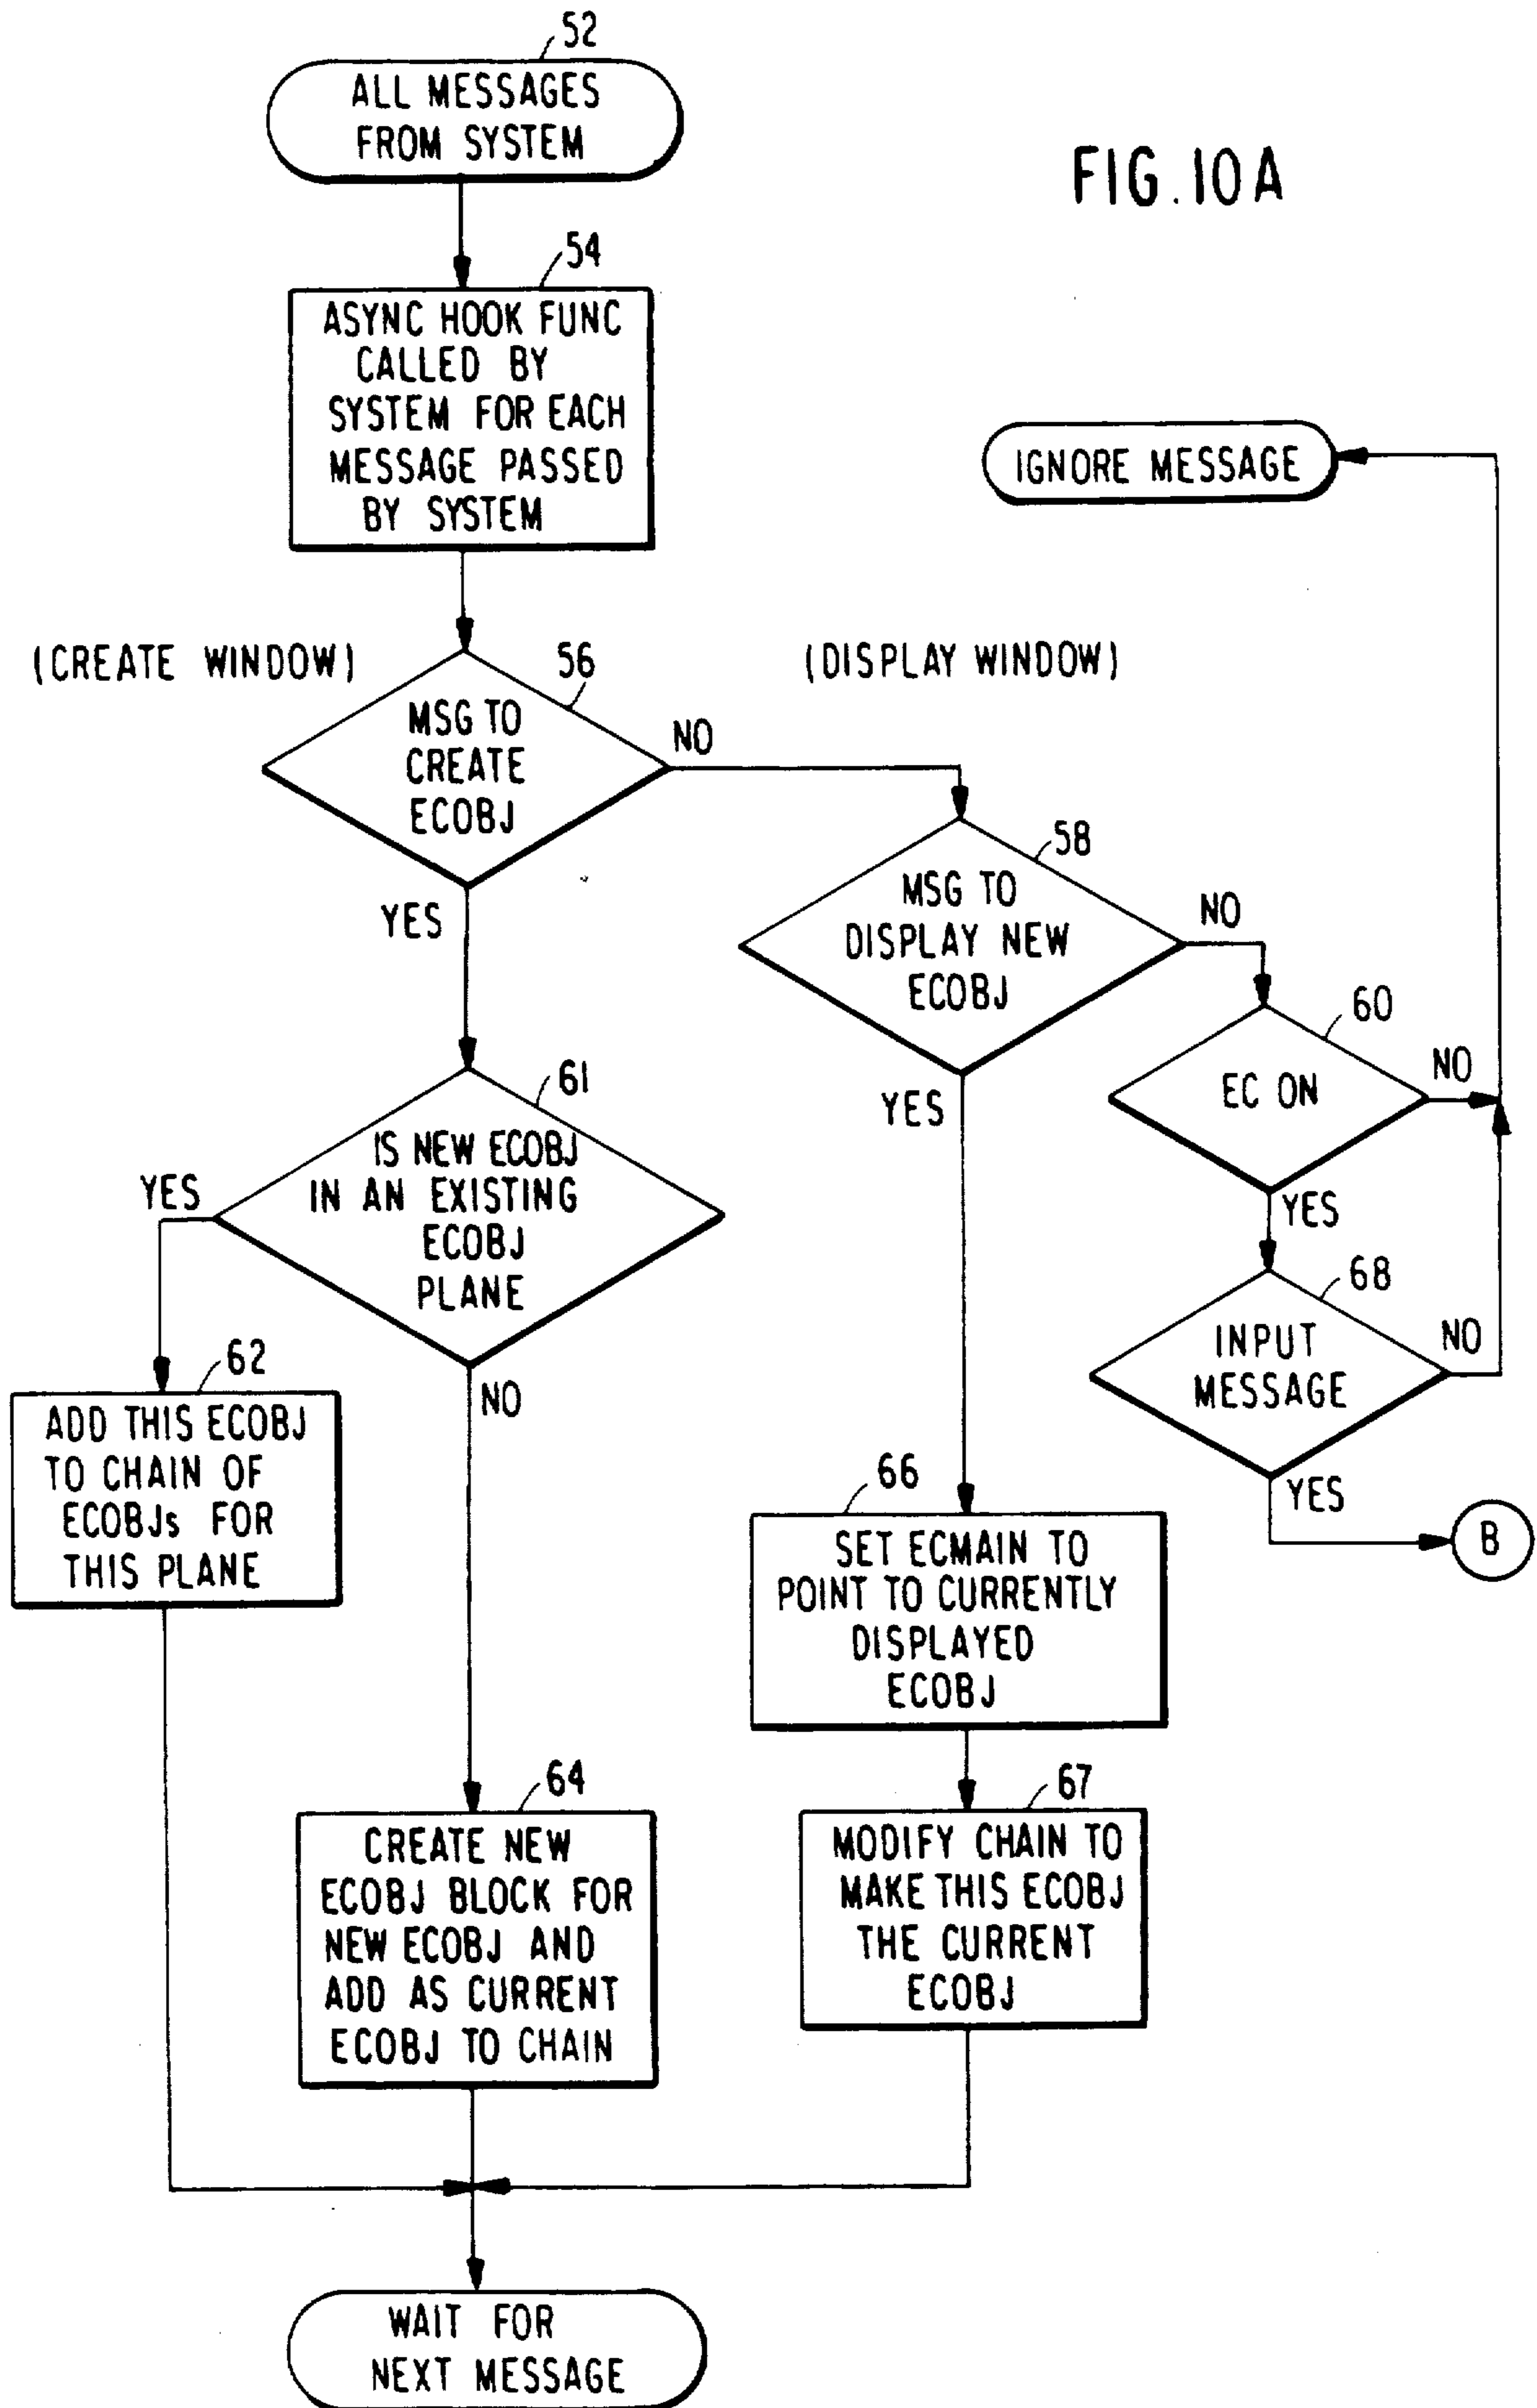 52
ALL MESSAGES
FROM SYSTEM
FIG. 10A
54
ASYNC HOOK FUNC
CALLED BY
SYSTEM FOR EACH
MESSAGE PASSED
BY SYSTEM
IGNORE MESSAGE
(CREATE WINDOW)
56
(DISPLAY WINDOW)
MSG TO
CREATE
ECOBJ
NO
YES
58
MSG TO
DISPLAY NEW
ECOBJ
NO
YES
60
EC ON
NO
YES
61
IS NEW ECOBJ
IN AN EXISTING
ECOBJ
PLANE
YES
NO
68
INPUT
MESSAGE
NO
YES
B
62
ADD THIS ECOBJ
TO CHAIN OF
ECOBJs FOR
THIS PLANE
66
SET ECMAIN TO
POINT TO CURRENTLY
DISPLAYED
ECOBJ
64
CREATE NEW
ECOBJ BLOCK FOR
NEW ECOBJ AND
ADD AS CURRENT
ECOBJ TO CHAIN
67
MODIFY CHAIN TO
MAKE THIS ECOBJ
THE CURRENT
ECOBJ
WAIT FOR
NEXT MESSAGE